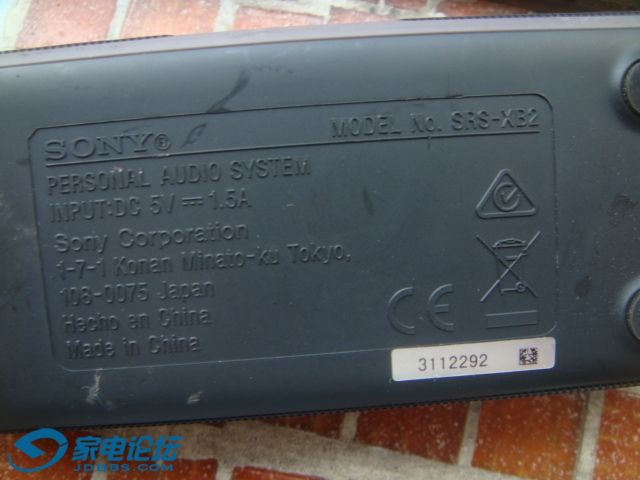 SONY® MODEL No. SRS-XB2
PERSONAL AUDIO SYSTEM
INPUT:DC 5V ⎓ 1.5A
Sony Corporation
1-7-1 Konan Minato-ku Tokyo,
108-0075 Japan
Hecho en China
Made in China
CE
3112292
家电论坛
JDBBS.COM